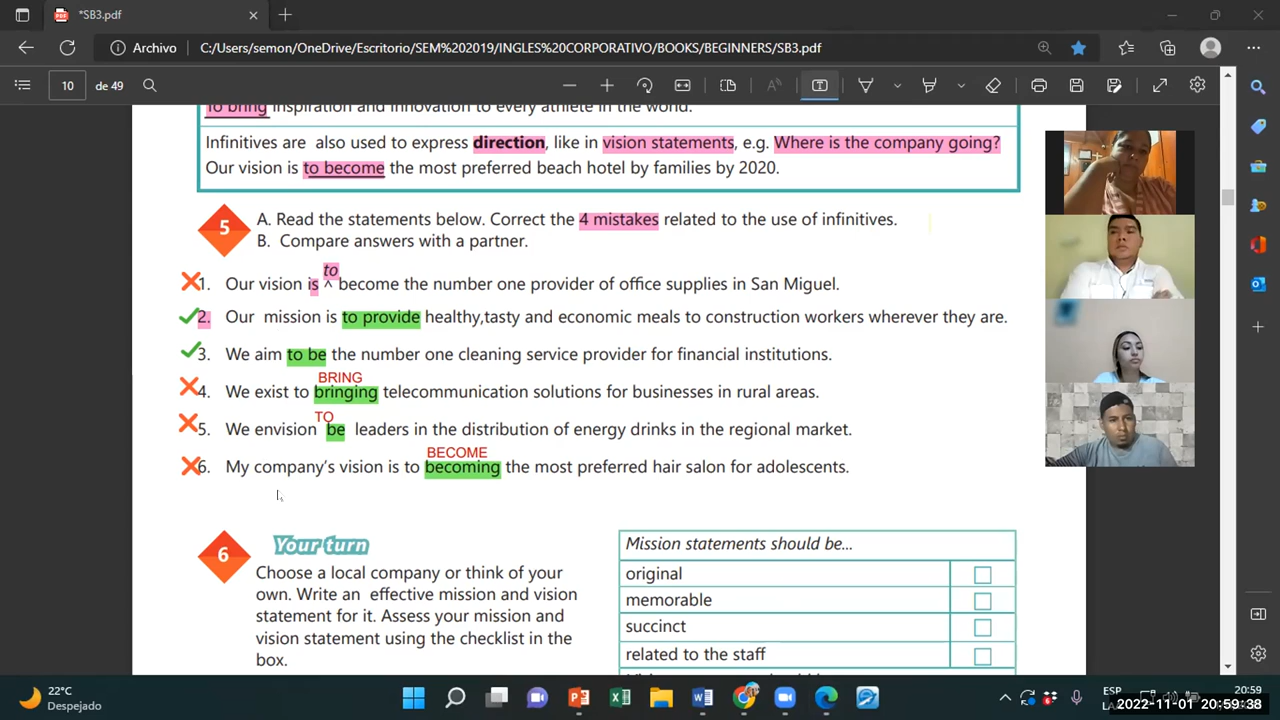 *SB3.pdf
Archivo
C:/Users/semon/OneDrive/Escritorio/SEM%202019/INGLES%20CORPORATIVO/BOOKS/BEGINNERS/SB3.pdf
10 de 49
To bring inspiration and innovation to every athlete in the world.
Infinitives are also used to express direction, like in vision statements, e.g. Where is the company going?
Our vision is to become the most preferred beach hotel by families by 2020.
5
A. Read the statements below. Correct the 4 mistakes related to the use of infinitives.
B. Compare answers with a partner.
to
1. Our vision is ^ become the number one provider of office supplies in San Miguel.
2. Our mission is to provide healthy,tasty and economic meals to construction workers wherever they are.
3. We aim to be the number one cleaning service provider for financial institutions.
BRING
4. We exist to bringing telecommunication solutions for businesses in rural areas.
TO
5. We envision be leaders in the distribution of energy drinks in the regional market.
BECOME
6. My company's vision is to becoming the most preferred hair salon for adolescents.
6
Your turn
Choose a local company or think of your
own. Write an effective mission and vision
statement for it. Assess your mission and
vision statement using the checklist in the
box.
Mission statements should be...
original
memorable
succinct
related to the staff
22°C
Despejado
ESP
20:59
2022-11-01 20:59:38